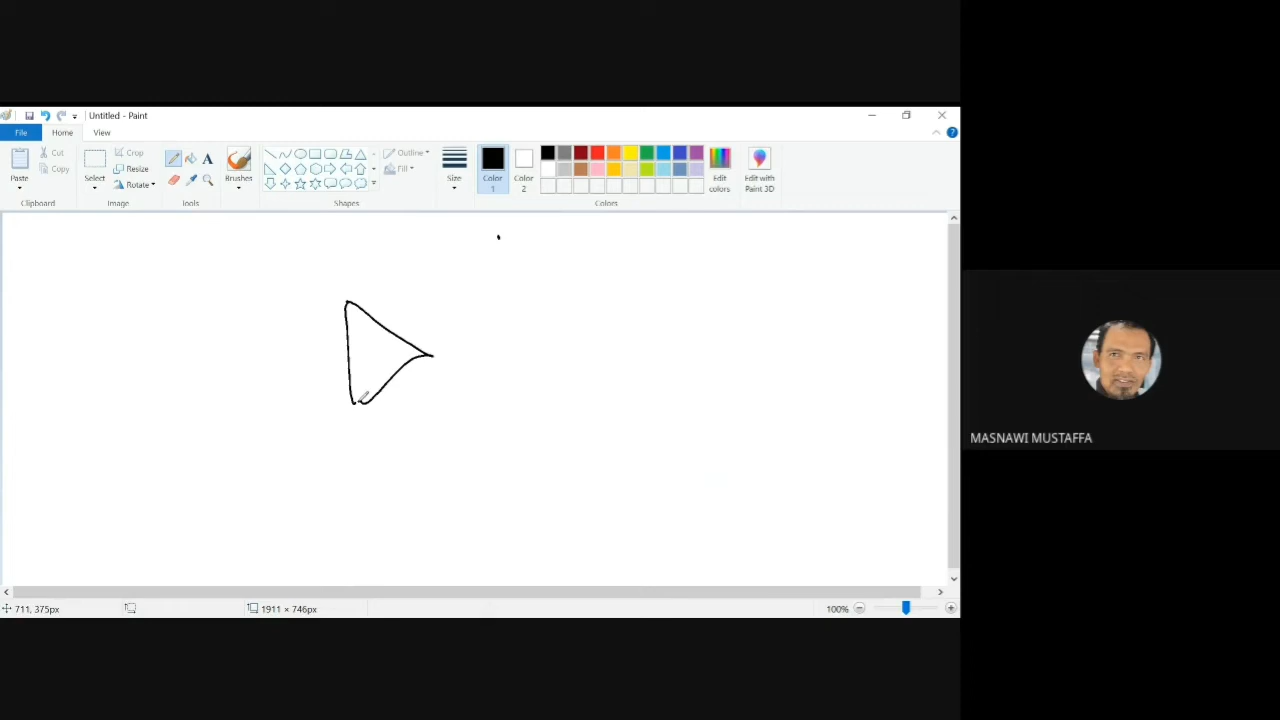 Untitled - Paint
File Home View
Paste
Cut
Copy
Clipboard
Select
Crop
Resize
Rotate
Image
Tools
Brushes
Shapes
Outline
Fill
Size
Color 1
Color 2
Edit colors
Edit with Paint 3D
Colors
MASNAWI MUSTAFFA
711, 375px
1911 × 746px
100%